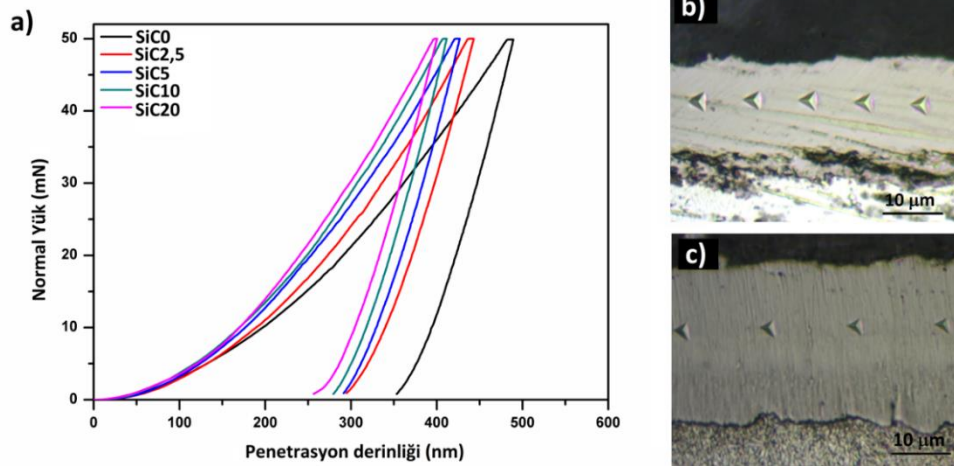 a)
SiC0
SiC2,5
SiC5
SiC10
SiC20
50
40
30
20
10
0
Normal Yük (mN)
0 100 200 300 400 500 600
Penetrasyon derinliği (nm)
b)
10 µm
c)
10 µm